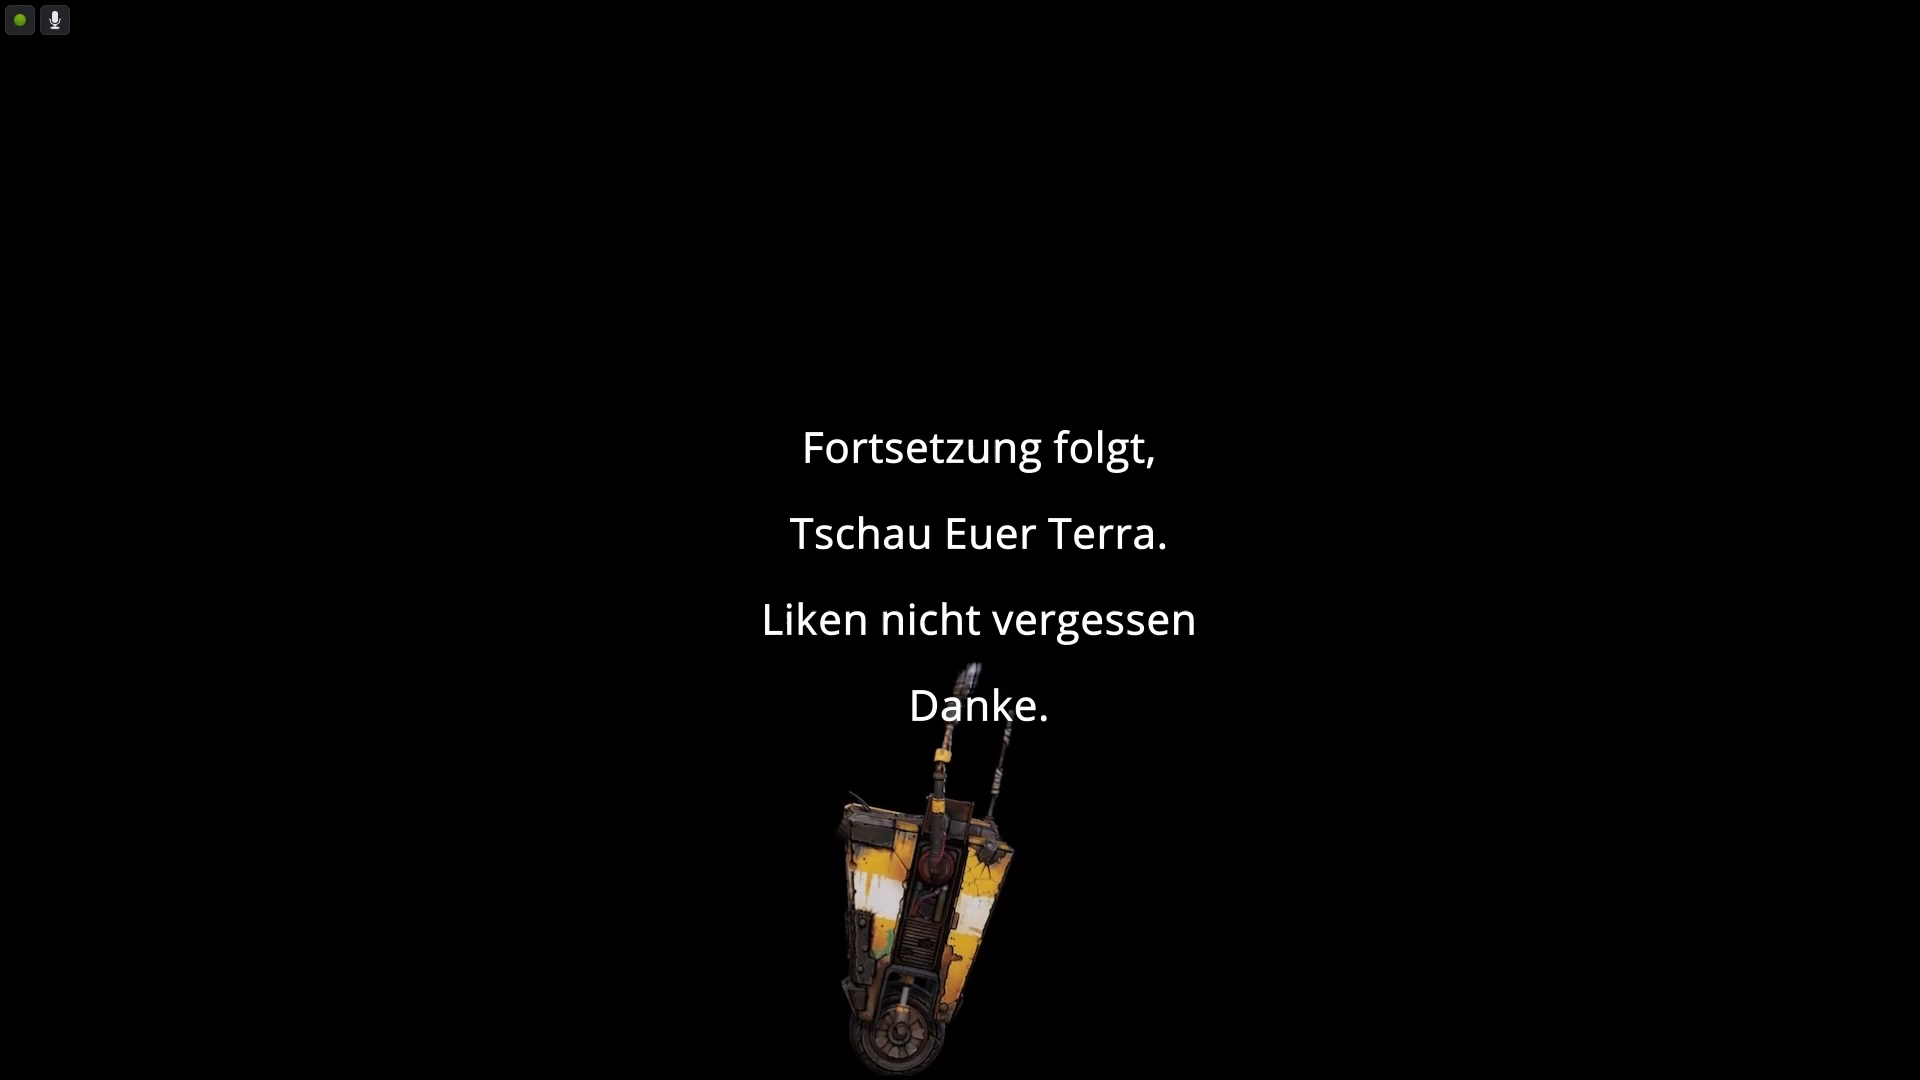 Fortsetzung folgt,
Tschau Euer Terra.
Liken nicht vergessen
Danke.